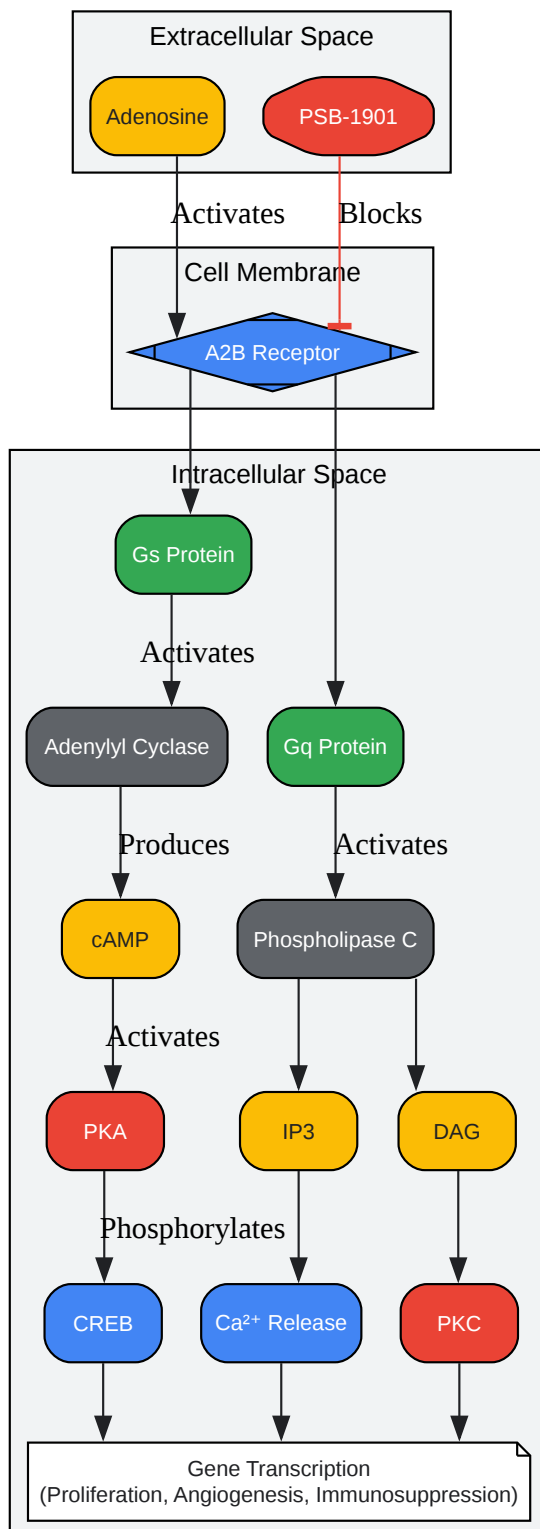 Extracellular Space
Adenosine
PSB-1901
Activates
Blocks
Cell Membrane
A2B Receptor
Intracellular Space
Gs Protein
Activates
Adenylyl Cyclase
Gq Protein
Produces
Activates
cAMP
Phospholipase C
Activates
PKA
IP3
DAG
Phosphorylates
CREB
Ca²⁺ Release
PKC
Gene Transcription
(Proliferation, Angiogenesis, Immunosuppression)